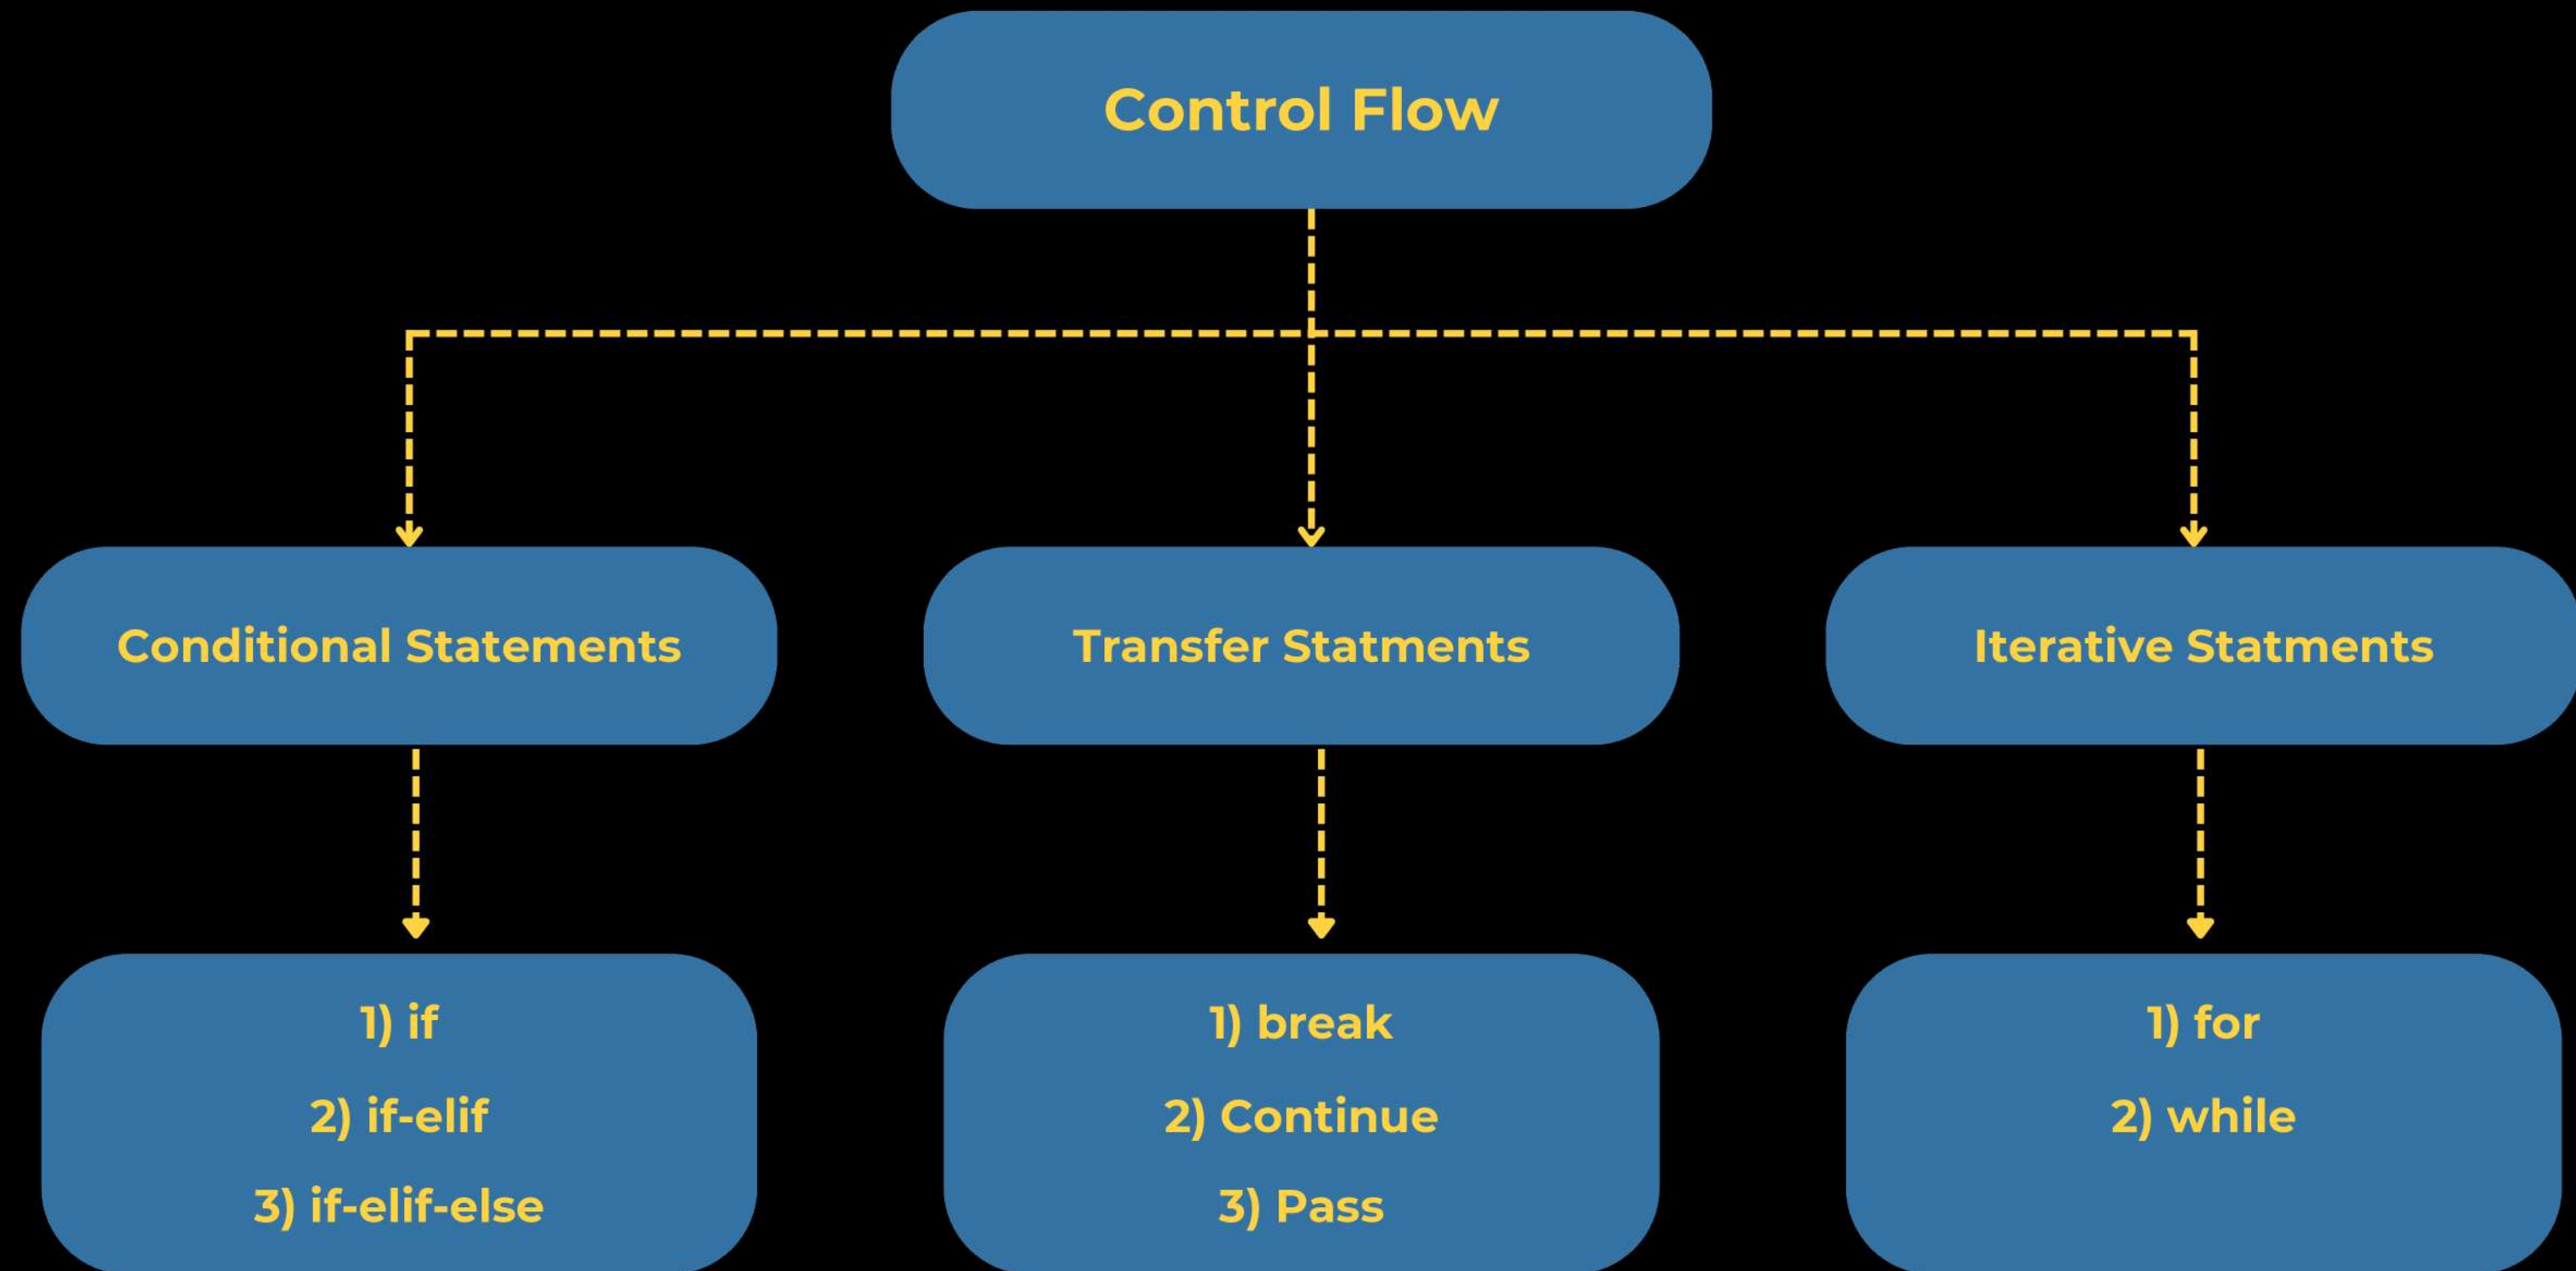 Control Flow
Conditional Statements
Transfer Statments
Iterative Statments
1) if
2) if-elif
3) if-elif-else
1) break
2) Continue
3) Pass
1) for
2) while